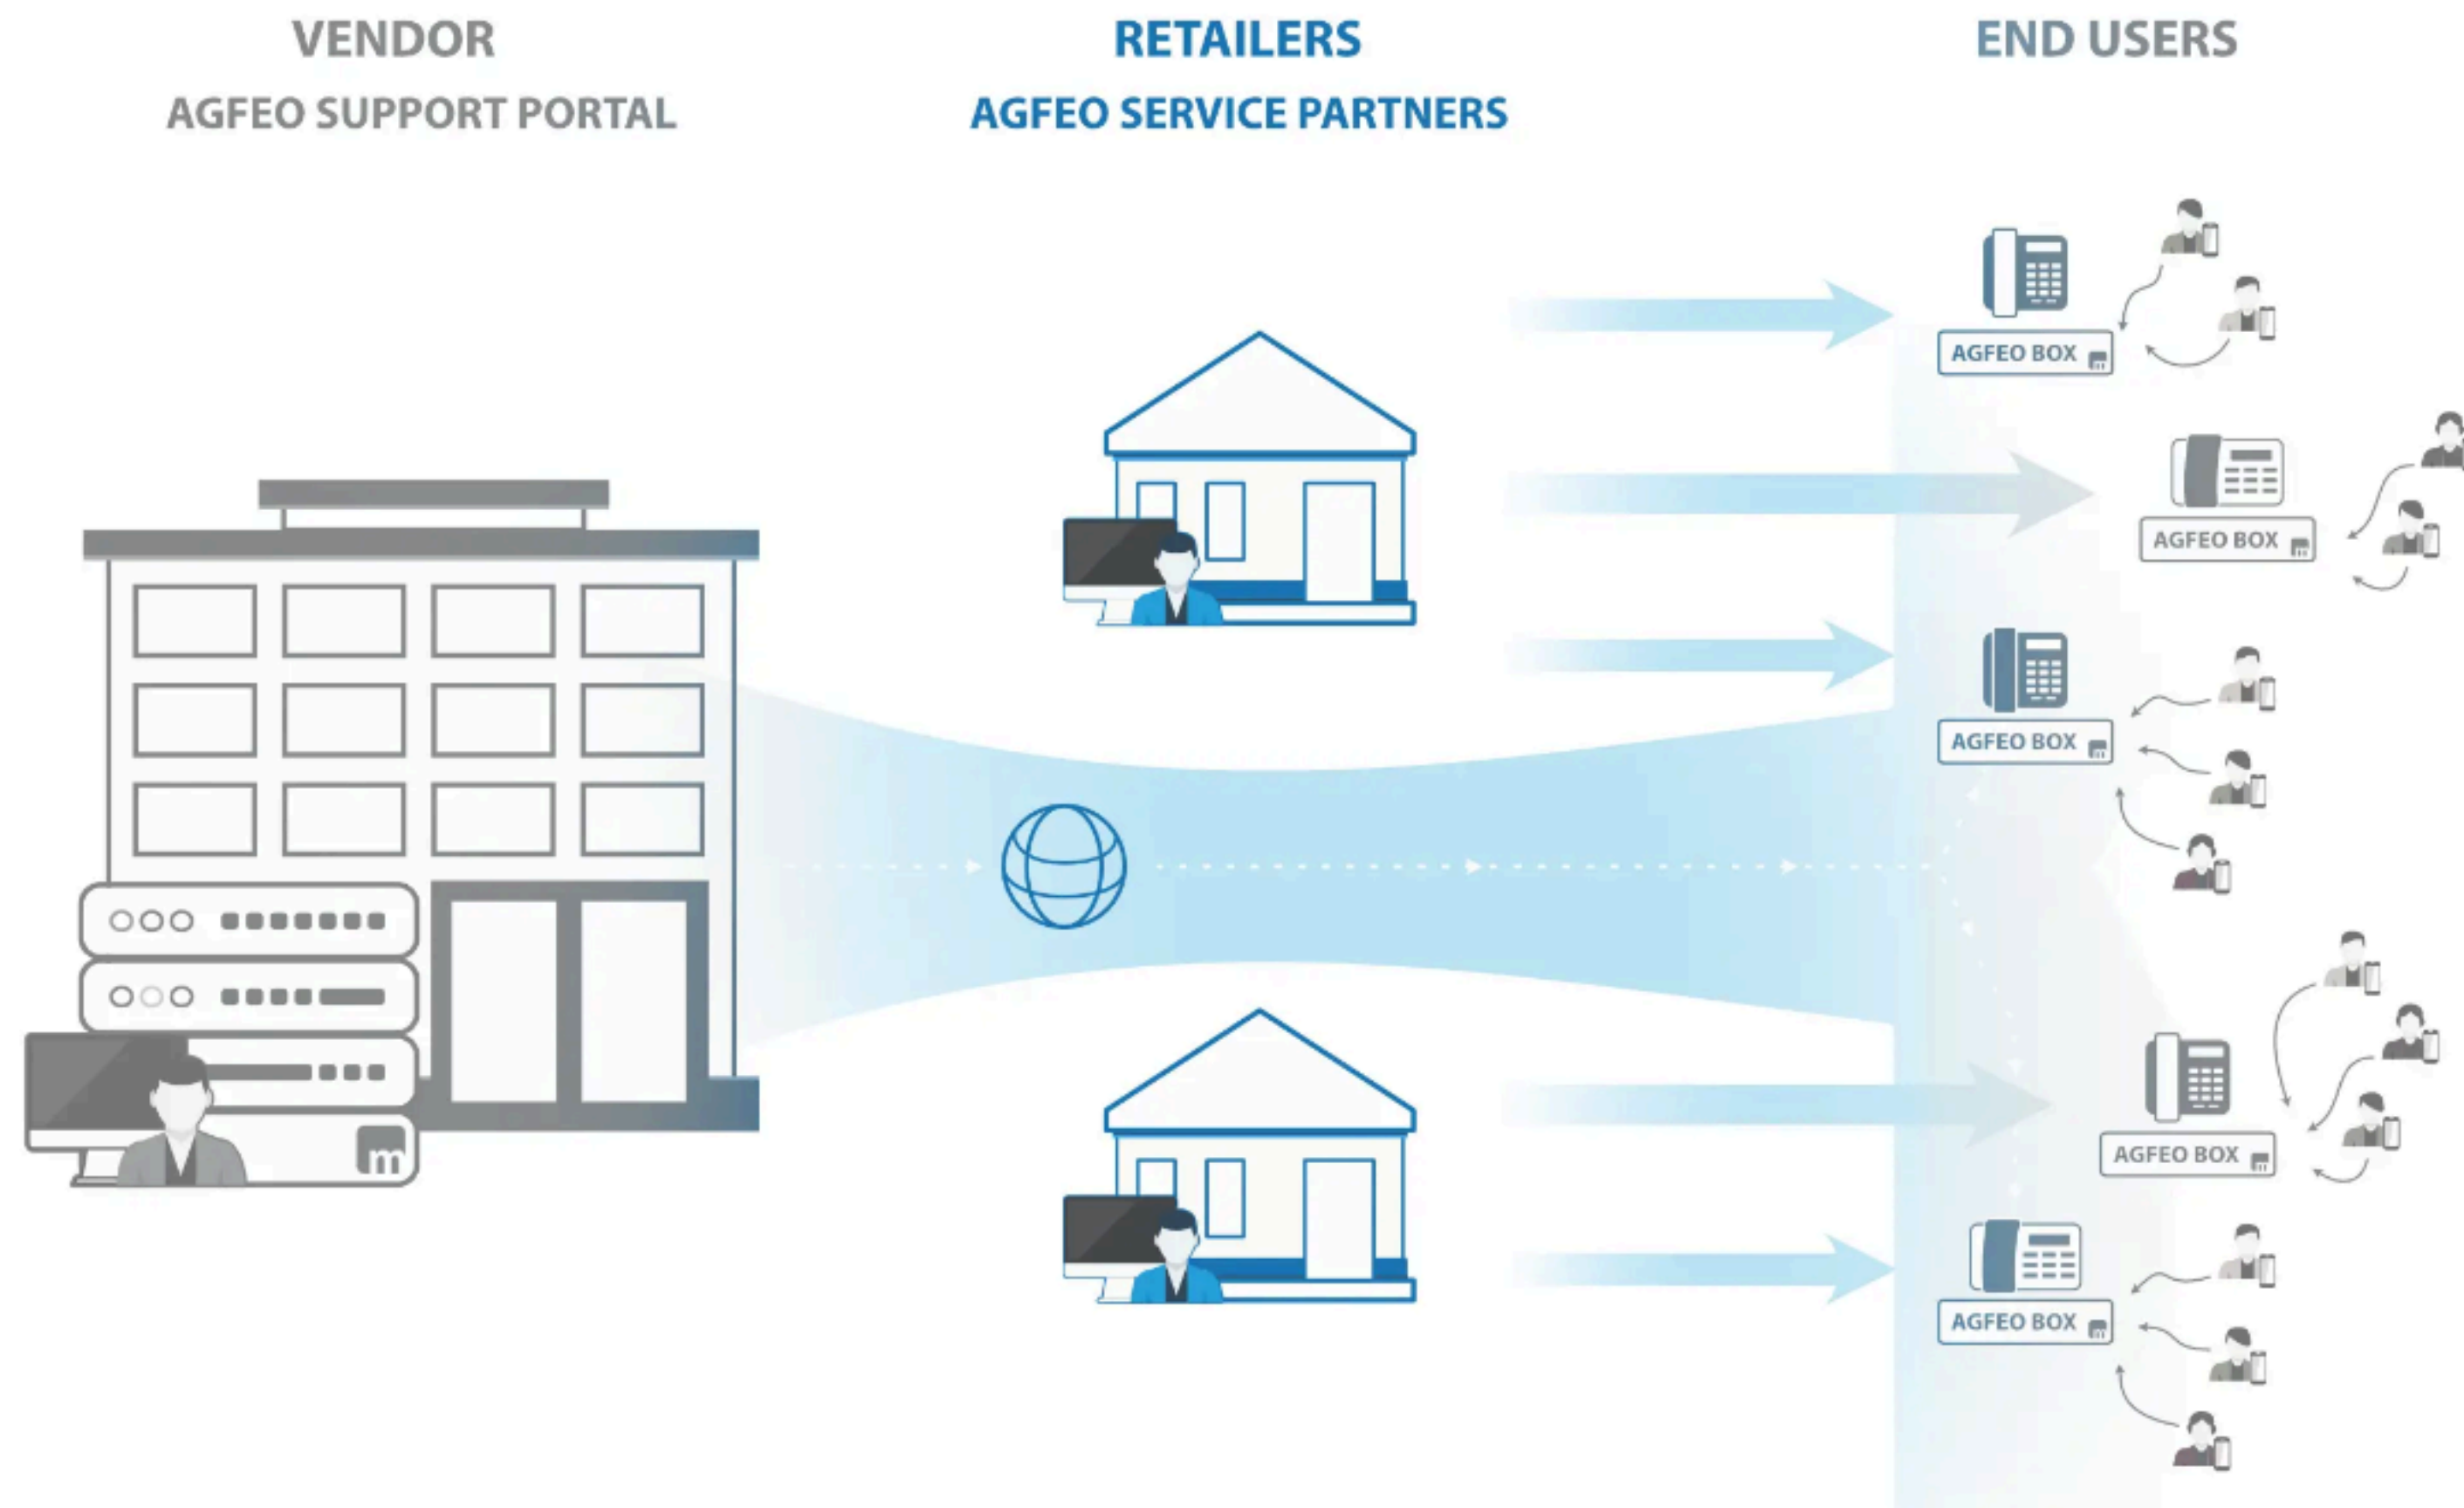 VENDOR
AGFEO SUPPORT PORTAL
RETAILERS
AGFEO SERVICE PARTNERS
END USERS
AGFEO BOX m
AGFEO BOX m
AGFEO BOX m
AGFEO BOX m
AGFEO BOX m
m